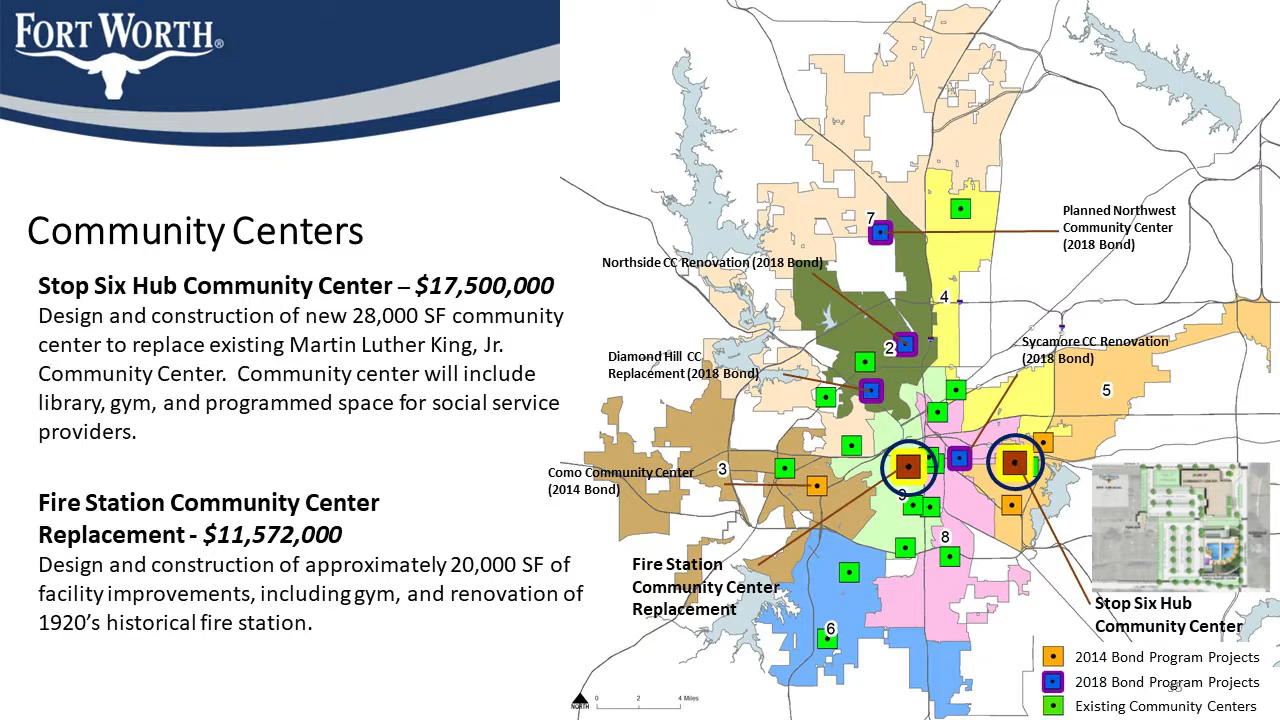 FORT WORTH®
Community Centers
Stop Six Hub Community Center – $17,500,000
Design and construction of new 28,000 SF community
center to replace existing Martin Luther King, Jr.
Community Center. Community center will include
library, gym, and programmed space for social service
providers.
Fire Station Community Center
Replacement - $11,572,000
Design and construction of approximately 20,000 SF of
facility improvements, including gym, and renovation of
1920’s historical fire station.
7
Planned Northwest
Community Center
(2018 Bond)
Northside CC Renovation (2018 Bond)
4
2
Sycamore CC Renovation
(2018 Bond)
Diamond Hill CC
Replacement (2018 Bond)
5
3
Como Community Center
(2014 Bond)
9
8
Fire Station
Community Center
Replacement
Stop Six Hub
Community Center
6
2014 Bond Program Projects
2018 Bond Program Projects
Existing Community Centers
NORTH
0 2 4 Miles